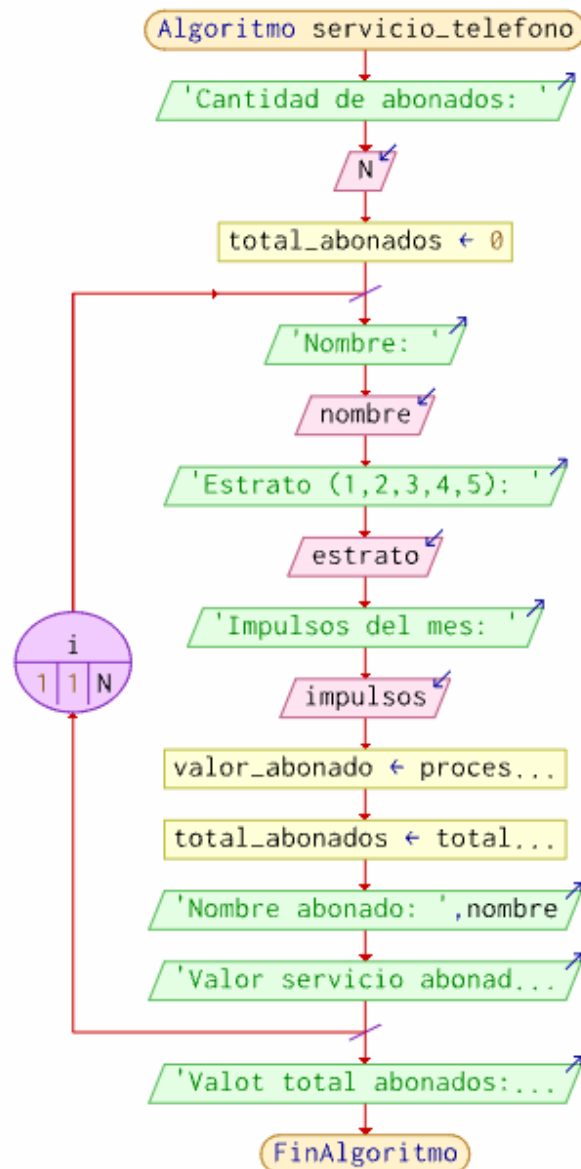 Algoritmo servicio_telefono
'Cantidad de abonados: '
N
total_abonados ← 0
'Nombre: '
nombre
'Estrato (1,2,3,4,5): '
estrato
'Impulsos del mes: '
i
1 1 N
impulsos
valor_abonado ← proces...
total_abonados ← total...
'Nombre abonado: ',nombre
'Valor servicio abonad...
'Valot total abonados:...
FinAlgoritmo